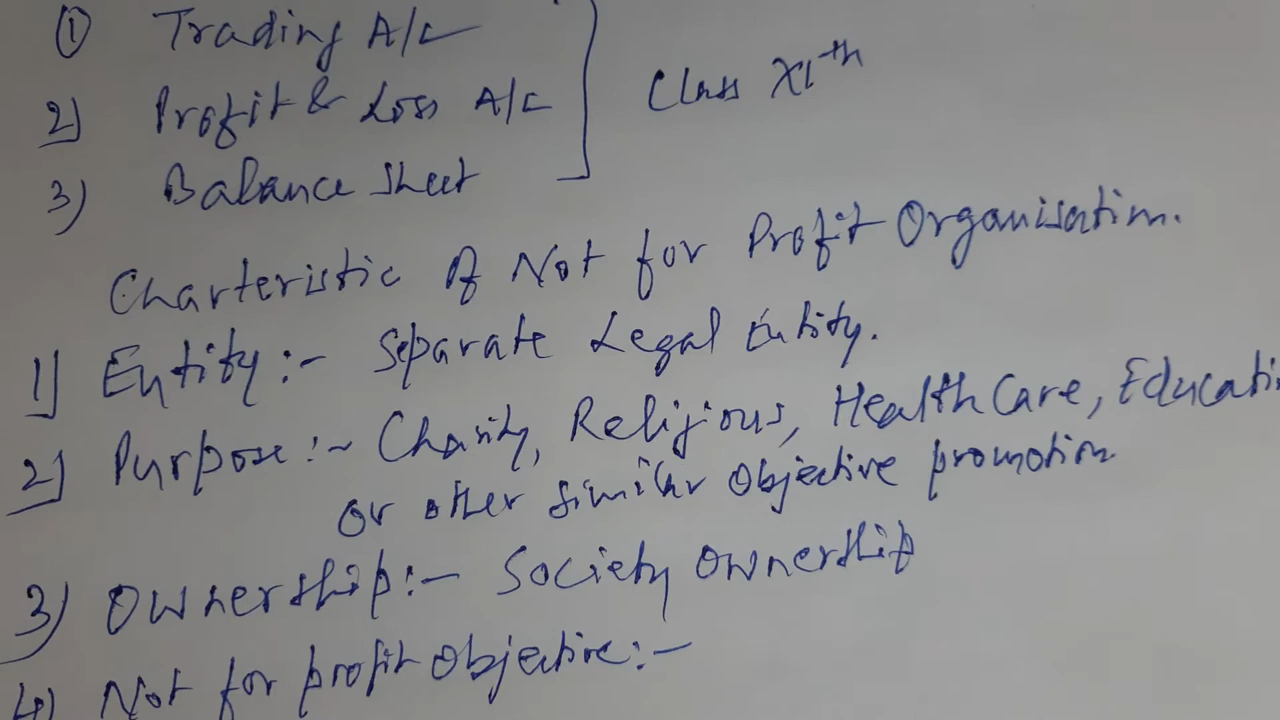 ① Trading A/c
2) Profit & Loss A/c
3) Balance Sheet
Class XIth
Charteristic Of Not for Profit Organisation.
1) Entity:- Separate Legal Entity.
2) Purpose:- Charity, Religious, HealthCare, Educati
or other similar Objective promotion
3) Ownership:- Society Ownership
4) Not for profit Objective:-